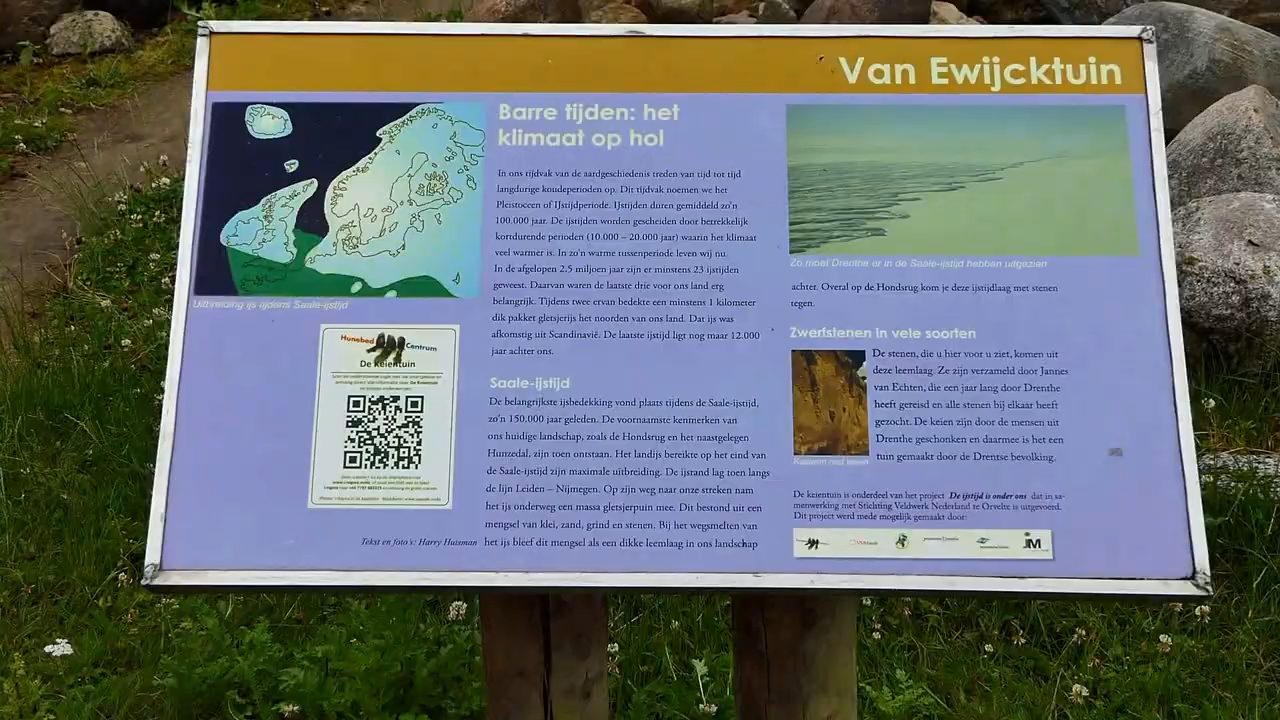 Van Ewijcktuin
Uitbreiding ijs tijdens Saale-ijstijd
Hunebed Centrum
De Keientuin
Tekst en foto's: Harry Huisman
Barre tijden: het
klimaat op hol
In ons tijdvak van de aardgeschiedenis treden van tijd tot tijd
langdurige koudeperioden op. Dit tijdvak noemen we het
Pleistoceen of IJstijdperiode. IJstijden duren gemiddeld zo'n
100.000 jaar. De ijstijden worden gescheiden door betrekkelijk
kortdurende perioden (10.000 – 20.000 jaar) waarin het klimaat
veel warmer is. In zo'n warme tussenperiode leven wij nu.
In de afgelopen 2,5 miljoen jaar zijn er minstens 23 ijstijden
geweest. Daarvan waren de laatste drie voor ons land erg
belangrijk. Tijdens twee ervan bedekte een minstens 1 kilometer
dik pakket gletsjerijs het noorden van ons land. Dat ijs was
afkomstig uit Scandinavië. De laatste ijstijd ligt nog maar 12.000
jaar achter ons.
Saale-ijstijd
De belangrijkste ijsbedekking vond plaats tijdens de Saale-ijstijd,
zo'n 150.000 jaar geleden. De voornaamste kenmerken van
ons huidige landschap, zoals de Hondsrug en het naastgelegen
Hunzedal, zijn toen ontstaan. Het landijs bereikte op het eind van
de Saale-ijstijd zijn maximale uitbreiding. De ijsrand lag toen langs
de lijn Leiden – Nijmegen. Op zijn weg naar onze streken nam
het ijs onderweg een massa gletsjerpuin mee. Dit bestond uit een
mengsel van klei, zand, grind en stenen. Bij het wegsmelten van
het ijs bleef dit mengsel als een dikke leemlaag in ons landschap
Zo moet Drenthe er in de Saale-ijstijd hebben uitgezien
achter. Overal op de Hondsrug kom je deze ijstijdlaag met stenen
tegen.
Zwerfstenen in vele soorten
De stenen, die u hier voor u ziet, komen uit
deze leemlaag. Ze zijn verzameld door Jannes
van Echten, die een jaar lang door Drenthe
heeft gereisd en alle stenen bij elkaar heeft
gezocht. De keien zijn door de mensen uit
Drenthe geschonken en daarmee is het een
tuin gemaakt door de Drentse bevolking.
De keientuin is onderdeel van het project De ijstijd is onder ons dat in sa-
menwerking met Stichting Veldwerk Nederland te Orvelte is uitgevoerd.
Dit project werd mede mogelijk gemaakt door: